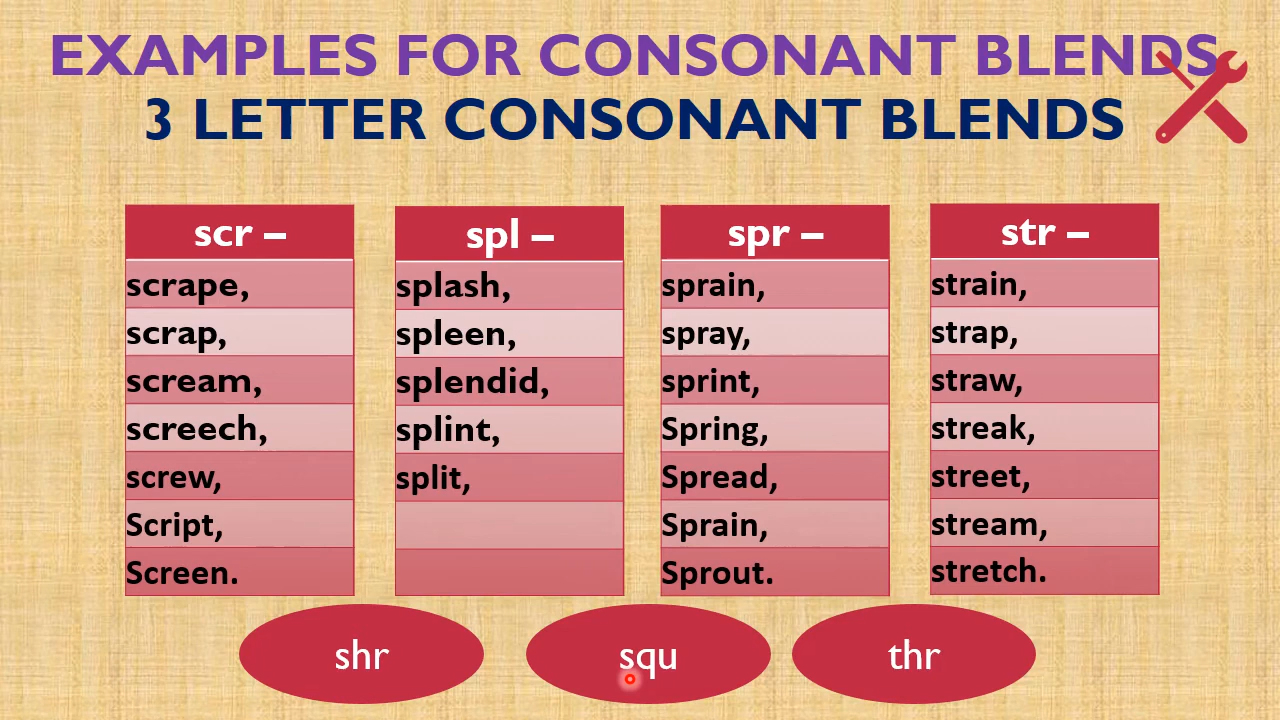 EXAMPLES FOR CONSONANT BLENDS
3 LETTER CONSONANT BLENDS
scr –
scrape,
scrap,
scream,
screech,
screw,
Script,
Screen.
spl –
splash,
spleen,
splendid,
splint,
split,
spr –
sprain,
spray,
sprint,
Spring,
Spread,
Sprain,
Sprout.
str –
strain,
strap,
straw,
streak,
street,
stream,
stretch.
shr
squ
thr